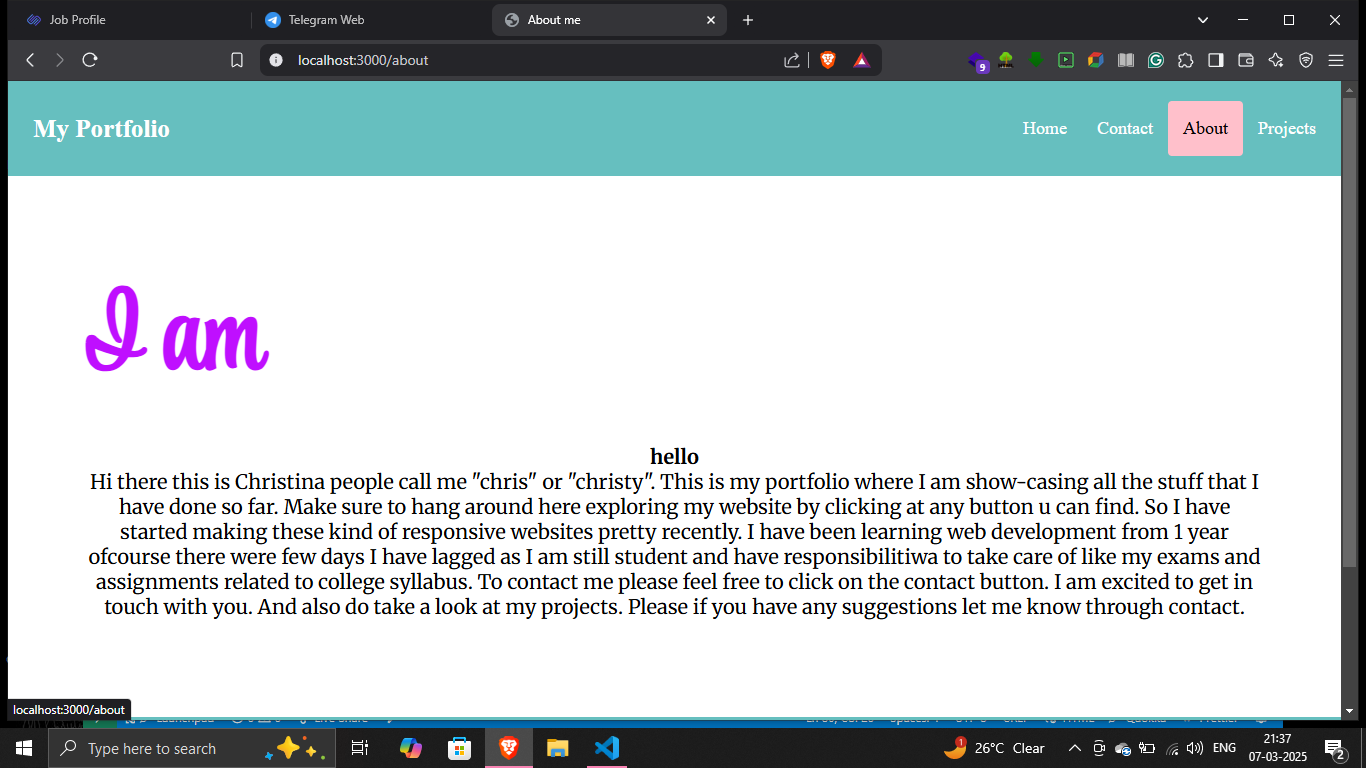 Job Profile
Telegram Web
About me
localhost:3000/about
9
My Portfolio
Home
Contact
About
Projects
I am
hello
Hi there this is Christina people call me "chris" or "christy". This is my portfolio where I am show-casing all the stuff that I
have done so far. Make sure to hang around here exploring my website by clicking at any button u can find. So I have
started making these kind of responsive websites pretty recently. I have been learning web development from 1 year
ofcourse there were few days I have lagged as I am still student and have responsibilitiwa to take care of like my exams and
assignments related to college syllabus. To contact me please feel free to click on the contact button. I am excited to get in
touch with you. And also do take a look at my projects. Please if you have any suggestions let me know through contact.
localhost:3000/about
Type here to search
1
26°C Clear
ENG
21:37
07-03-2025
2